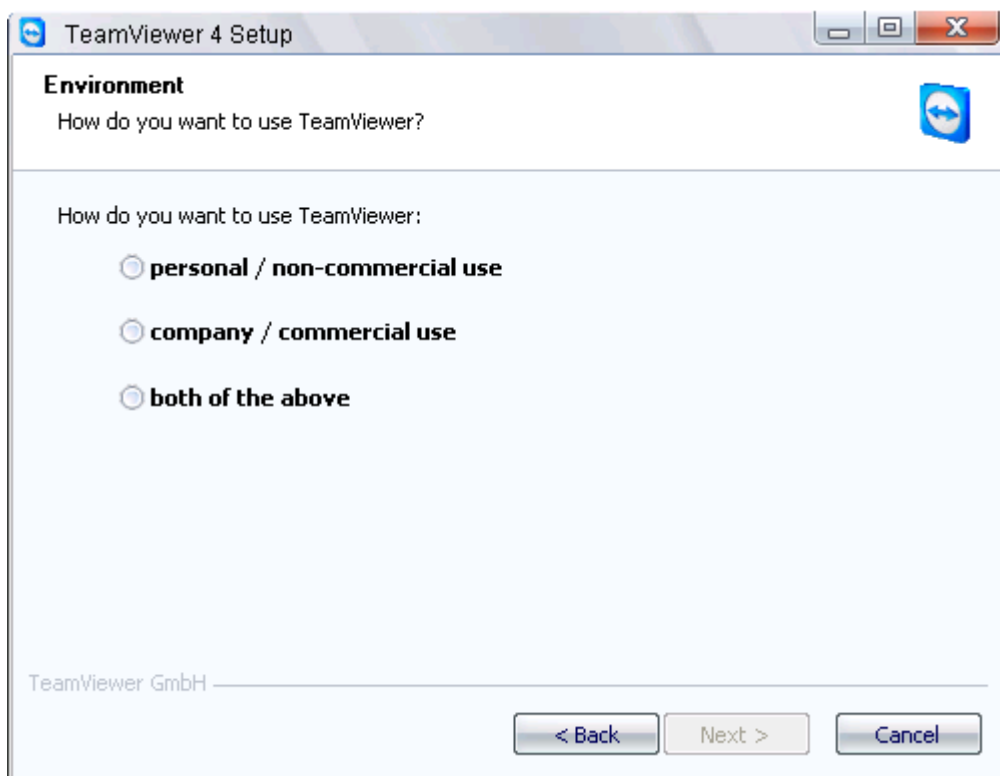 TeamViewer 4 Setup
Environment
How do you want to use TeamViewer?
How do you want to use TeamViewer:
personal / non-commercial use
company / commercial use
both of the above
TeamViewer GmbH
< Back Next > Cancel